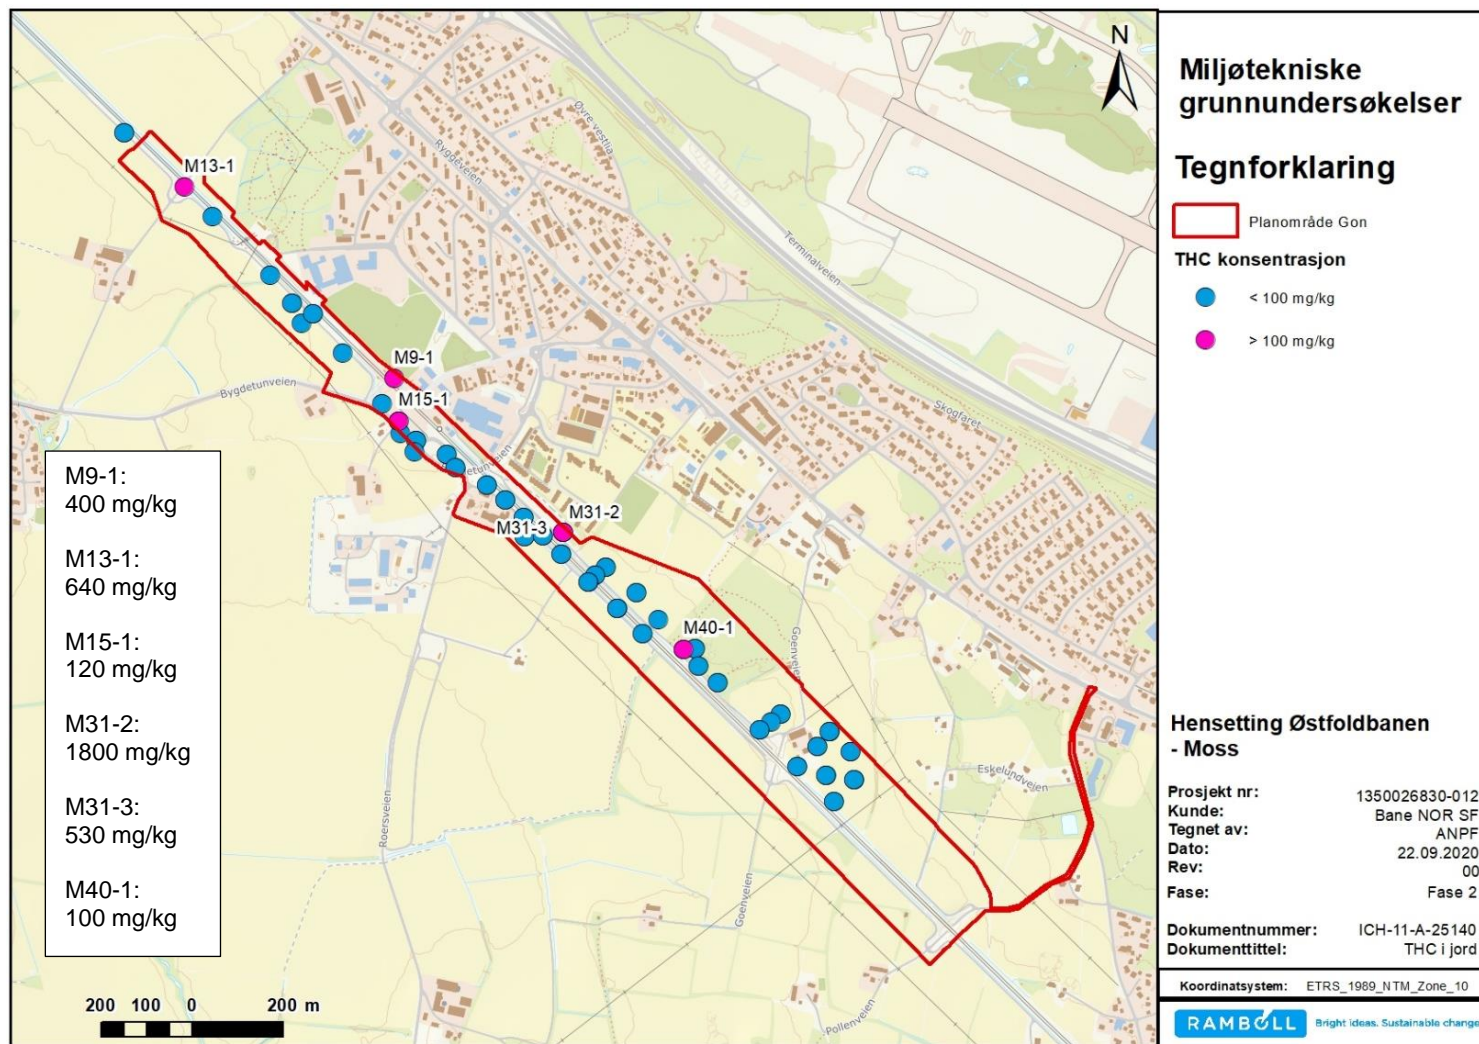 N
Øvre vestlia
Ryggeveien
Terminalveien
Skogfaret
Bygdetunveien
Roersveien
Goenveien
Goenveien
Eskelundveien
Pollenveien
M13-1
M9-1
M15-1
M31-2
M31-3
M40-1
M9-1:
400 mg/kg
M13-1:
640 mg/kg
M15-1:
120 mg/kg
M31-2:
1800 mg/kg
M31-3:
530 mg/kg
M40-1:
100 mg/kg
200 100 0 200 m
Miljøtekniske
grunnundersøkelser
Tegnforklaring
Planområde Gon
THC konsentrasjon
< 100 mg/kg
> 100 mg/kg
Hensetting Østfoldbanen
- Moss
Prosjekt nr: 1350026830-012
Kunde: Bane NOR SF
Tegnet av: ANPF
Dato: 22.09.2020
Rev: 00
Fase: Fase 2
Dokumentnummer: ICH-11-A-25140
Dokumenttittel: THC i jord
Koordinatsystem: ETRS_1989_NTM_Zone_10
RAMBOLL Bright ideas. Sustainable change